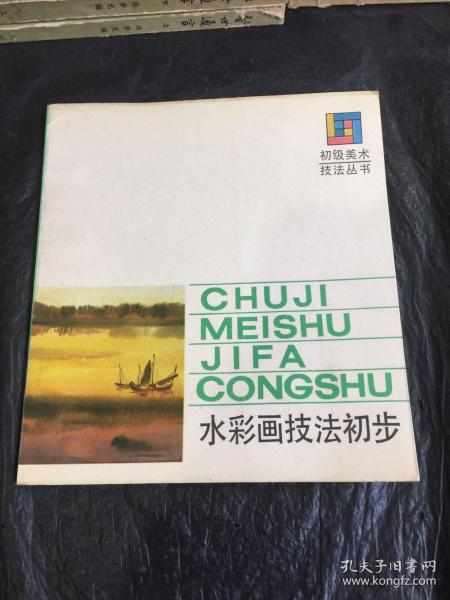 初级美术
技法丛书
CHUJI
MEISHU
JIFA
CONGSHU
水彩画技法初步
孔夫子旧书网
www.kongfz.com